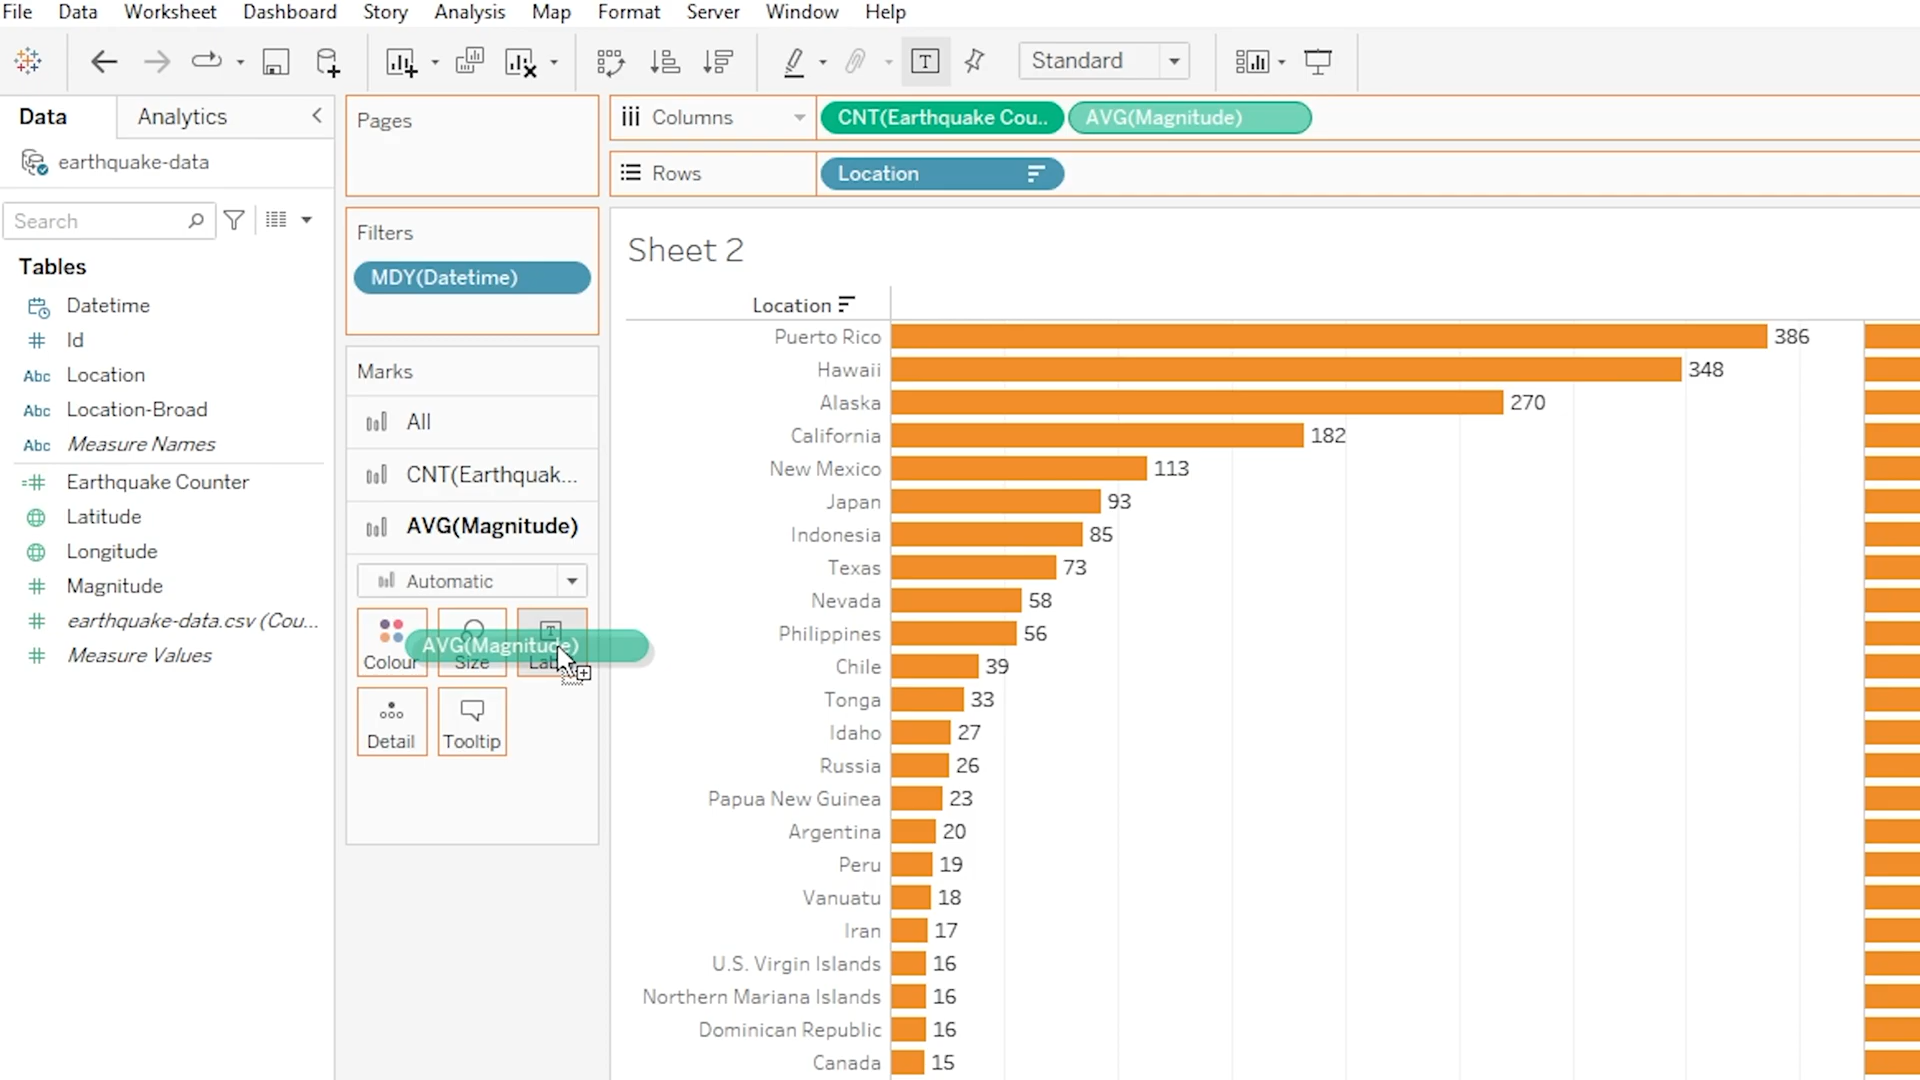 File Data Worksheet Dashboard Story Analysis Map Format Server Window Help
Standard
Data Analytics
earthquake-data
Search
Tables
Datetime
Id
Abc Location
Abc Location-Broad
Abc Measure Names
Earthquake Counter
Latitude
Longitude
Magnitude
earthquake-data.csv (Cou...
Measure Values
Pages
Filters
MDY(Datetime)
Marks
All
CNT(Earthquak...
AVG(Magnitude)
Automatic
AVG(Magnitude)
Colour Size
Detail Tooltip
Columns CNT(Earthquake Cou.. AVG(Magnitude)
Rows Location
Sheet 2
Location
Puerto Rico 386
Hawaii 348
Alaska 270
California 182
New Mexico 113
Japan 93
Indonesia 85
Texas 73
Nevada 58
Philippines 56
Chile 39
Tonga 33
Idaho 27
Russia 26
Papua New Guinea 23
Argentina 20
Peru 19
Vanuatu 18
Iran 17
U.S. Virgin Islands 16
Northern Mariana Islands 16
Dominican Republic 16
Canada 15